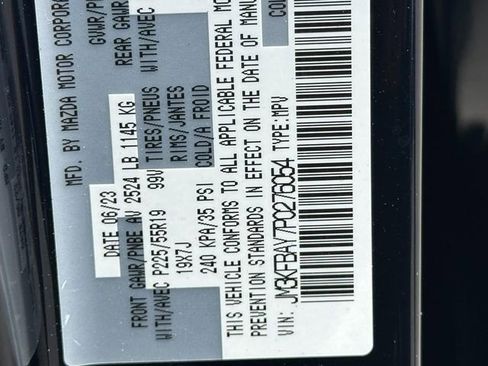 MFD. BY MAZDA MOTOR CORPOR
DATE 06/23 GVWR/P
FRONT GAWR/PNBE AV 2524 LB 1145 KG REAR GAWR
WITH/AVEC P225/55R19 99V TIRES/PNEUS WITH/AVEC
19X7J RIMS/JANTES
240 KPA/35 PSI COLD/A FROID
THIS VEHICLE CONFORMS TO ALL APPLICABLE FEDERAL MO
PREVENTION STANDARDS IN EFFECT ON THE DATE OF MANU
VIN: JM3KFBAY7P0276054 TYPE: MPV COL